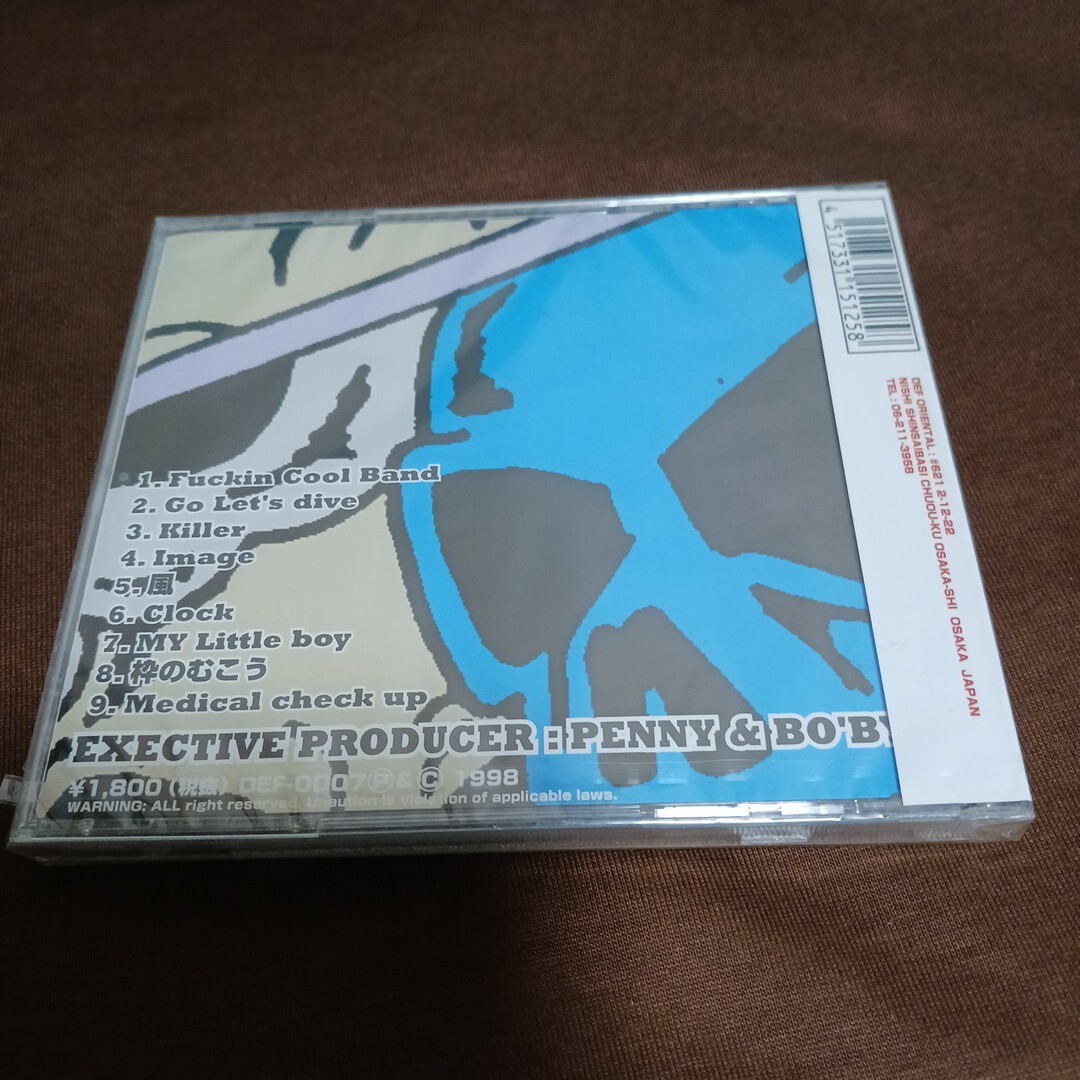 1. Fuckin Cool Band
2. Go Let's dive
3. Killer
4. Image
5. 風
6. Clock
7. MY Little boy
8. 枠のむこう
9. Medical check up
EXECTIVE PRODUCER : PENNY & BO'BY
¥1,800 (税抜) DEF-0007 Ⓟ & © 1998
WARNING: ALL right reserved. Unaution is violation of applicable laws.
4 517331 151258
DEF ORIENTAL : #621 2-12-22
NISHI SHINSAIBASI CHUOU-KU OSAKA-SHI OSAKA JAPAN
TEL : 06-211-3958